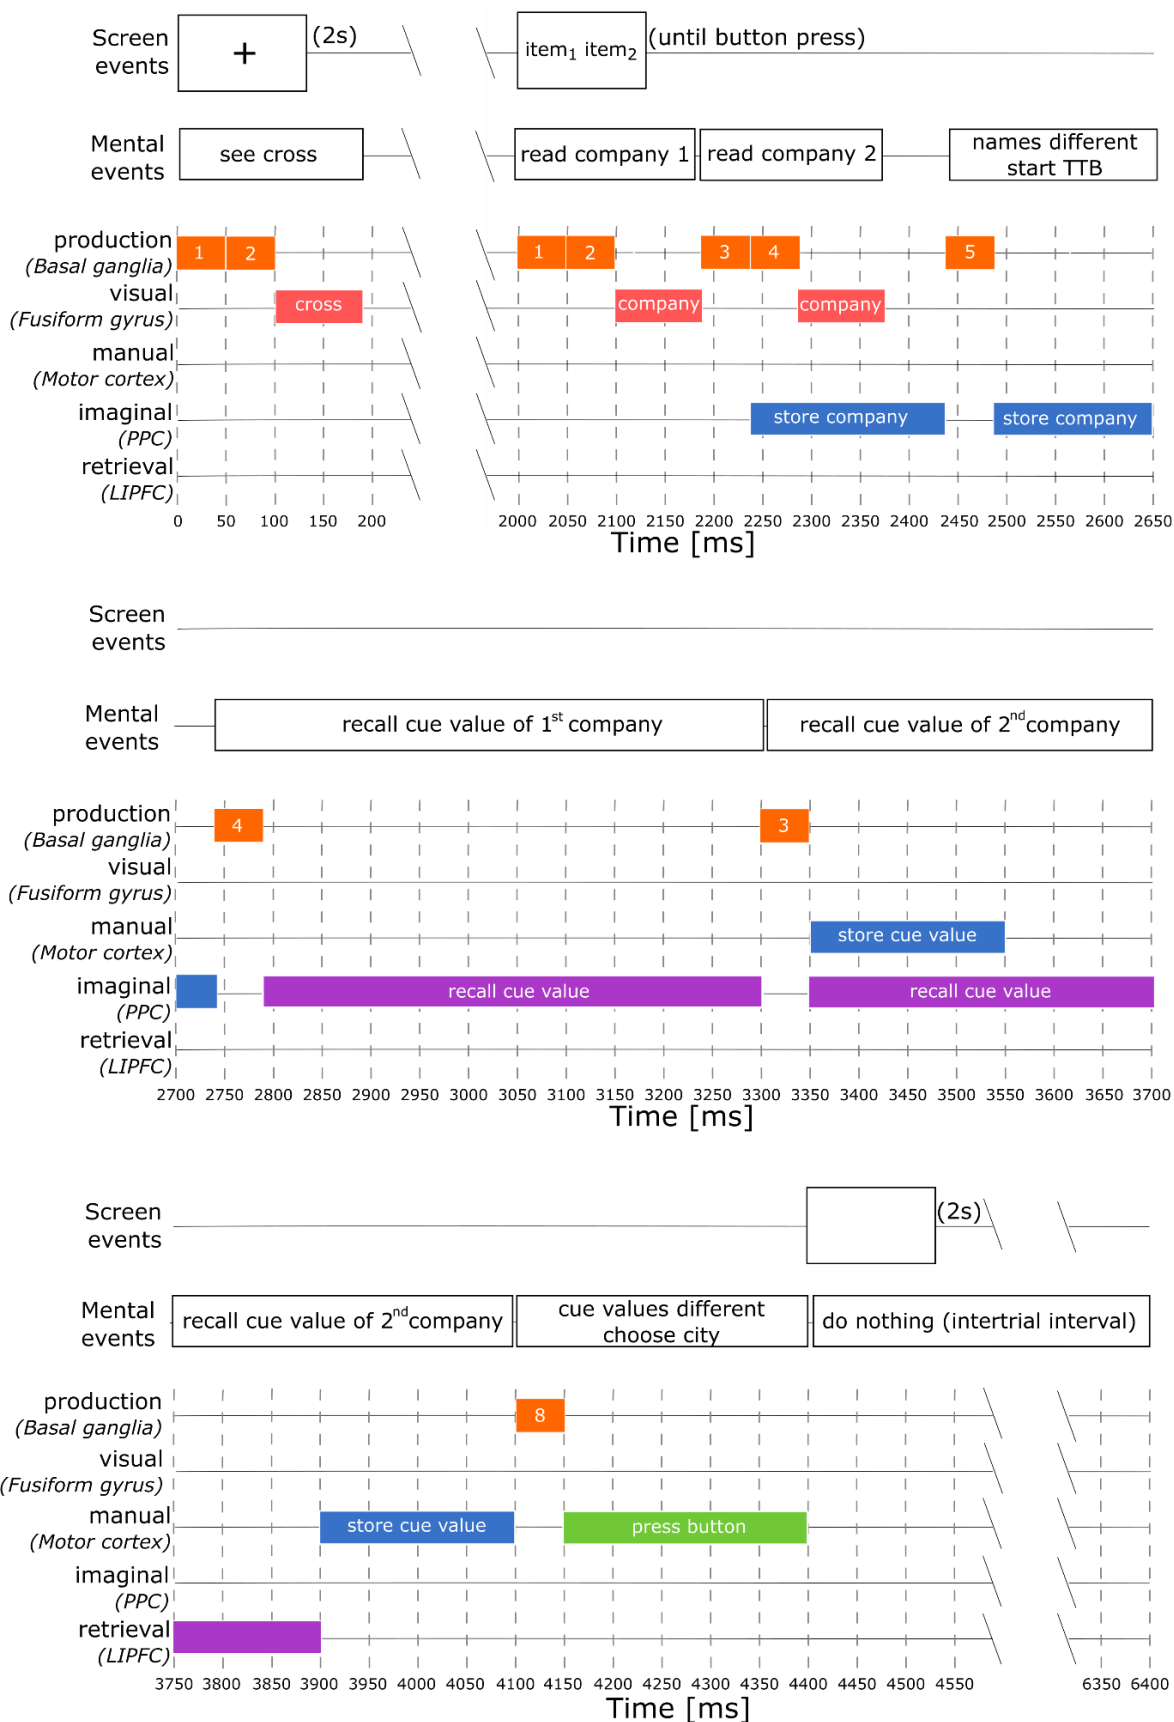 Screen
events
+
(2s)
item1 item2
(until button press)
Mental
events
see cross
read company 1
read company 2
names different
start TTB
production
(Basal ganglia)
1 2 1 2 3 4 5
visual
(Fusiform gyrus)
cross company company
manual
(Motor cortex)
imaginal
(PPC)
store company store company
retrieval
(LIPFC)
0 50 100 150 200 2000 2050 2100 2150 2200 2250 2300 2350 2400 2450 2500 2550 2600 2650
Time [ms]
Screen
events
Mental
events
recall cue value of 1st company
recall cue value of 2nd company
production
(Basal ganglia)
4 3
visual
(Fusiform gyrus)
manual
(Motor cortex)
store cue value
imaginal
(PPC)
recall cue value recall cue value
retrieval
(LIPFC)
2700 2750 2800 2850 2900 2950 3000 3050 3100 3150 3200 3250 3300 3350 3400 3450 3500 3550 3600 3700
Time [ms]
Screen
events
(2s)
Mental
events
recall cue value of 2nd company
cue values different
choose city
do nothing (intertrial interval)
production
(Basal ganglia)
8
visual
(Fusiform gyrus)
manual
(Motor cortex)
store cue value press button
imaginal
(PPC)
retrieval
(LIPFC)
3750 3800 3850 3900 3950 4000 4050 4100 4150 4200 4250 4300 4350 4400 4450 4500 4550 6350 6400
Time [ms]